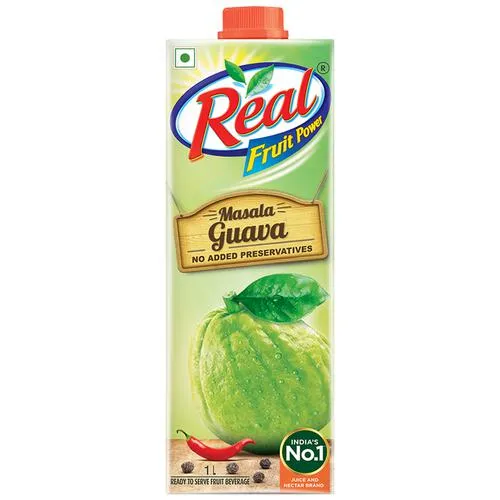 Real®
Fruit Power
Masala
Guava
NO ADDED PRESERVATIVES
1 L
READY TO SERVE FRUIT BEVERAGE
INDIA'S
No.1
JUICE AND
NECTAR BRAND